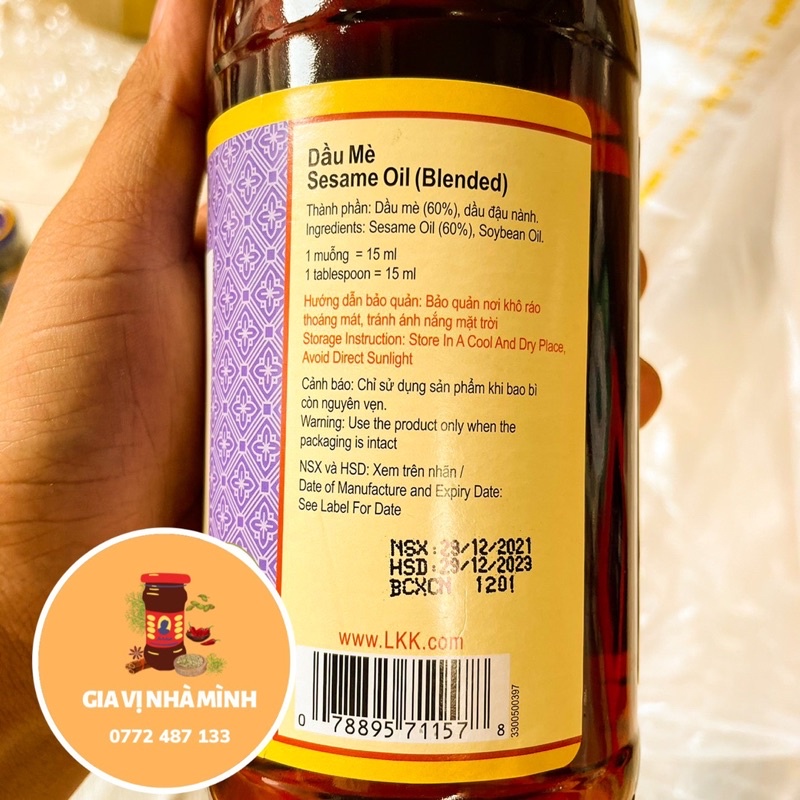 Dầu Mè
Sesame Oil (Blended)
Thành phần: Dầu mè (60%), dầu đậu nành.
Ingredients: Sesame Oil (60%), Soybean Oil.
1 muỗng = 15 ml
1 tablespoon = 15 ml
Hướng dẫn bảo quản: Bảo quản nơi khô ráo
thoáng mát, tránh ánh nắng mặt trời
Storage Instruction: Store In A Cool And Dry Place,
Avoid Direct Sunlight
Cảnh báo: Chỉ sử dụng sản phẩm khi bao bì
còn nguyên vẹn.
Warning: Use the product only when the
packaging is intact
NSX và HSD: Xem trên nhãn /
Date of Manufacture and Expiry Date:
See Label For Date
NSX:29/12/2021
HSD:29/12/2023
BCXCN 1201
www.LKK.com
0 78895 71157 8
3300500397
GIA VỊ NHÀ MÌNH
0772 487 133